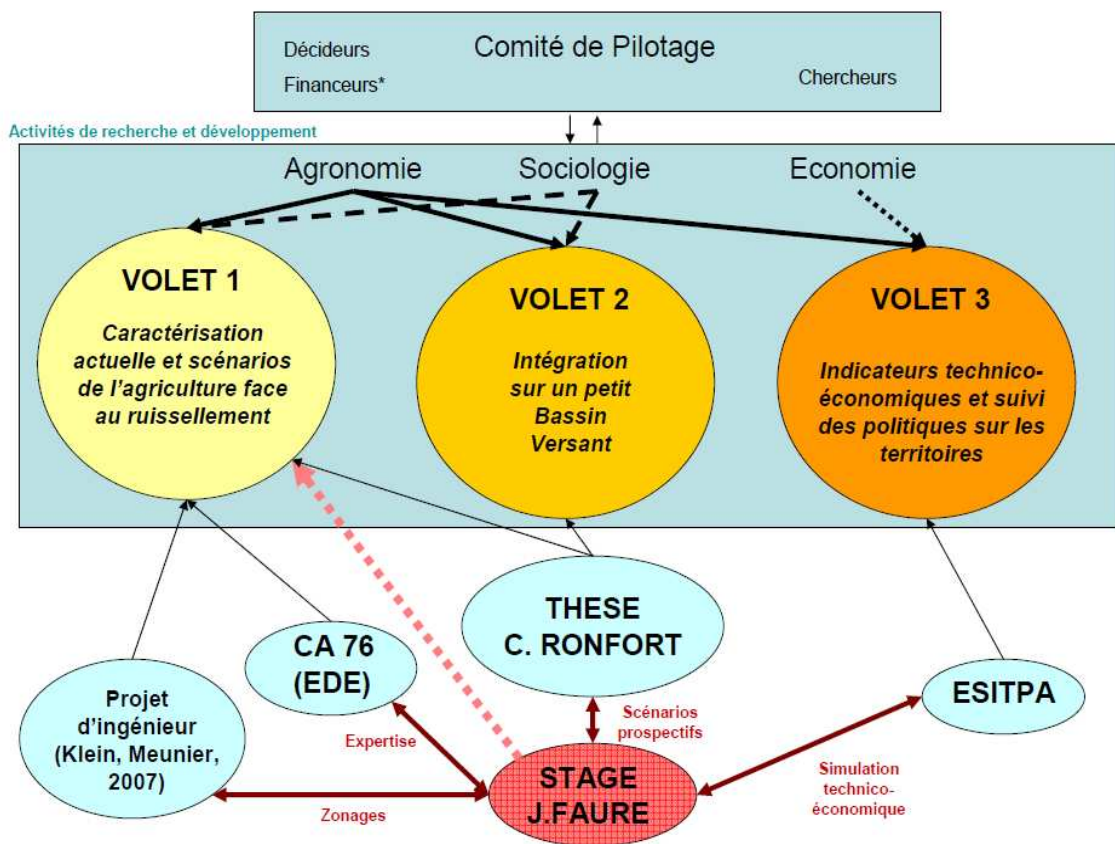 Comité de Pilotage
Décideurs
Financeurs*
Chercheurs
Activités de recherche et développement
Agronomie
Sociologie
Economie
VOLET 1
Caractérisation
actuelle et scénarios
de l'agriculture face
au ruissellement
VOLET 2
Intégration
sur un petit
Bassin
Versant
VOLET 3
Indicateurs technico-
économiques et suivi
des politiques sur les
territoires
Projet
d'ingénieur
(Klein, Meunier,
2007)
CA 76
(EDE)
THESE
C. RONFORT
ESITPA
Expertise
Zonages
Scénarios
prospectifs
Simulation
technico-
économique
STAGE
J.FAURE